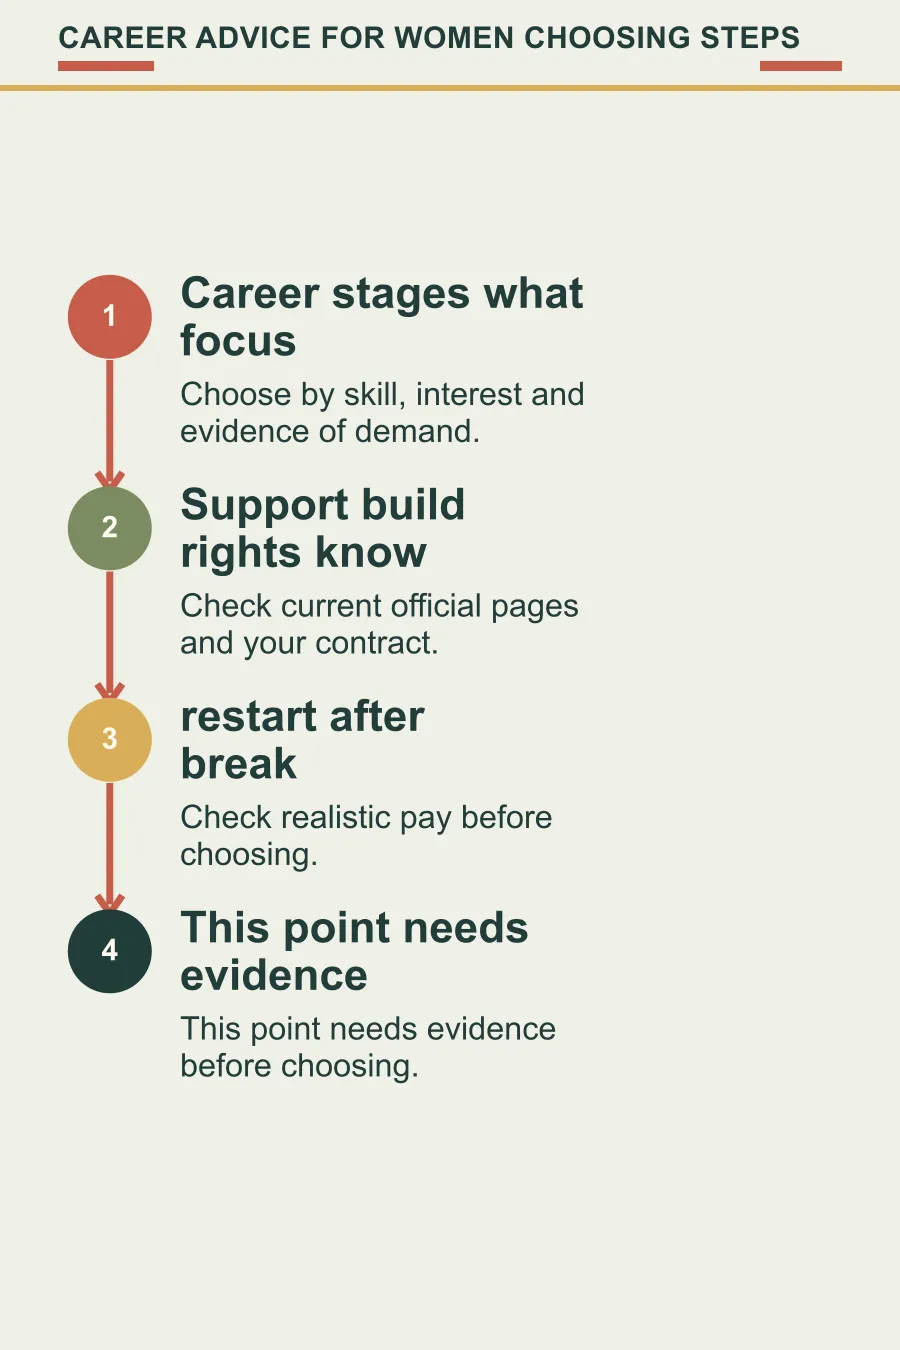 CAREER ADVICE FOR WOMEN CHOOSING STEPS
1
Career stages what
focus
Choose by skill, interest and
evidence of demand.
2
Support build
rights know
Check current official pages
and your contract.
3
restart after
break
Check realistic pay before
choosing.
4
This point needs
evidence
This point needs evidence
before choosing.